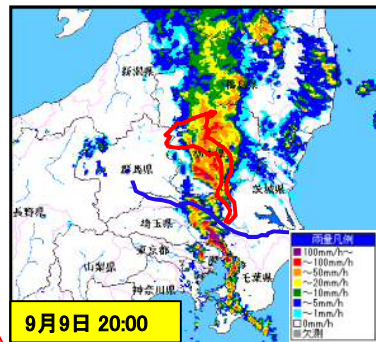 新潟県
福島県
群馬県
茨城県
長野県
埼玉県
東京都
山梨県
千葉県
神奈川県
雨量凡例
100mm/h～
～100mm/h
～50mm/h
～20mm/h
～10mm/h
～5mm/h
～1mm/h
0mm/h
欠測
9月9日 20:00